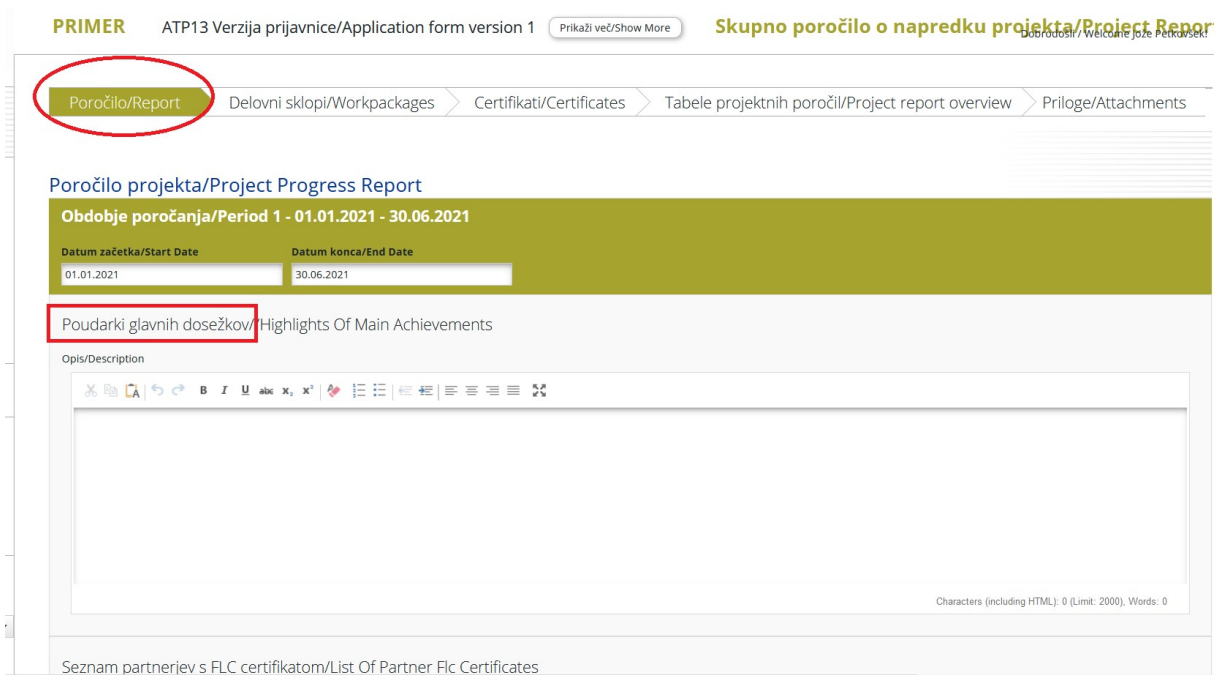 PRIMER ATP13 Verzija prijavnice/Application form version 1 Prikaži več/Show More Skupno poročilo o napredku projekta/Project Repor
Dobrodošli / Welcome Jože Petkovšek!
Poročilo/Report Delovni sklopi/Workpackages Certifikati/Certificates Tabele projektnih poročil/Project report overview Priloge/Attachments
Poročilo projekta/Project Progress Report
Obdobje poročanja/Period 1 - 01.01.2021 - 30.06.2021
Datum začetka/Start Date Datum konca/End Date
01.01.2021 30.06.2021
Poudarki glavnih dosežkov//Highlights Of Main Achievements
Opis/Description
B I U abc x₂ x²
Characters (including HTML): 0 (Limit: 2000), Words: 0
Seznam partnerjev s FLC certifikatom/List Of Partner Flc Certificates